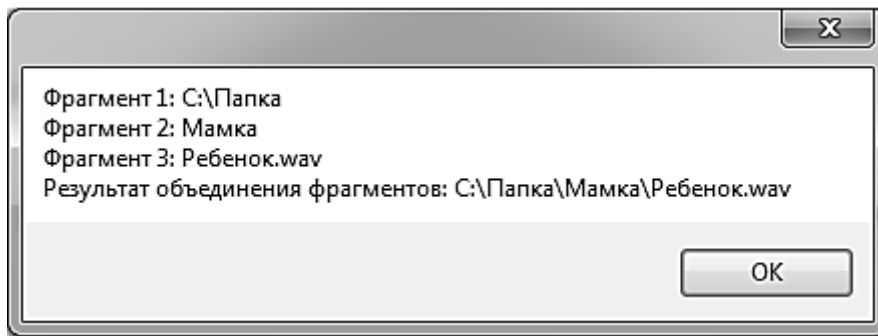 Фрагмент 1: C:\Папка
Фрагмент 2: Мамка
Фрагмент 3: Ребенок.wav
Результат объединения фрагментов: C:\Папка\Мамка\Ребенок.wav
OK